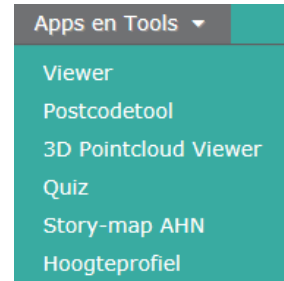 Apps en Tools
Viewer
Postcodetool
3D Pointcloud Viewer
Quiz
Story-map AHN
Hoogteprofiel